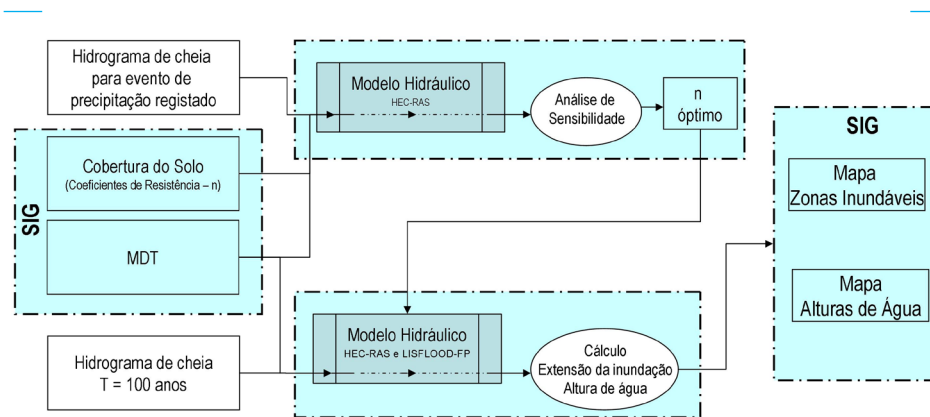 Hidrograma de cheia
para evento de
precipitação registado
SIG
Cobertura do Solo
(Coeficientes de Resistência – n)
MDT
Hidrograma de cheia
T = 100 anos
Modelo Hidráulico
HEC-RAS
Análise de
Sensibilidade
n
óptimo
Modelo Hidráulico
HEC-RAS e LISFLOOD-FP
Cálculo
Extensão da inundação
Altura de água
SIG
Mapa
Zonas Inundáveis
Mapa
Alturas de Água